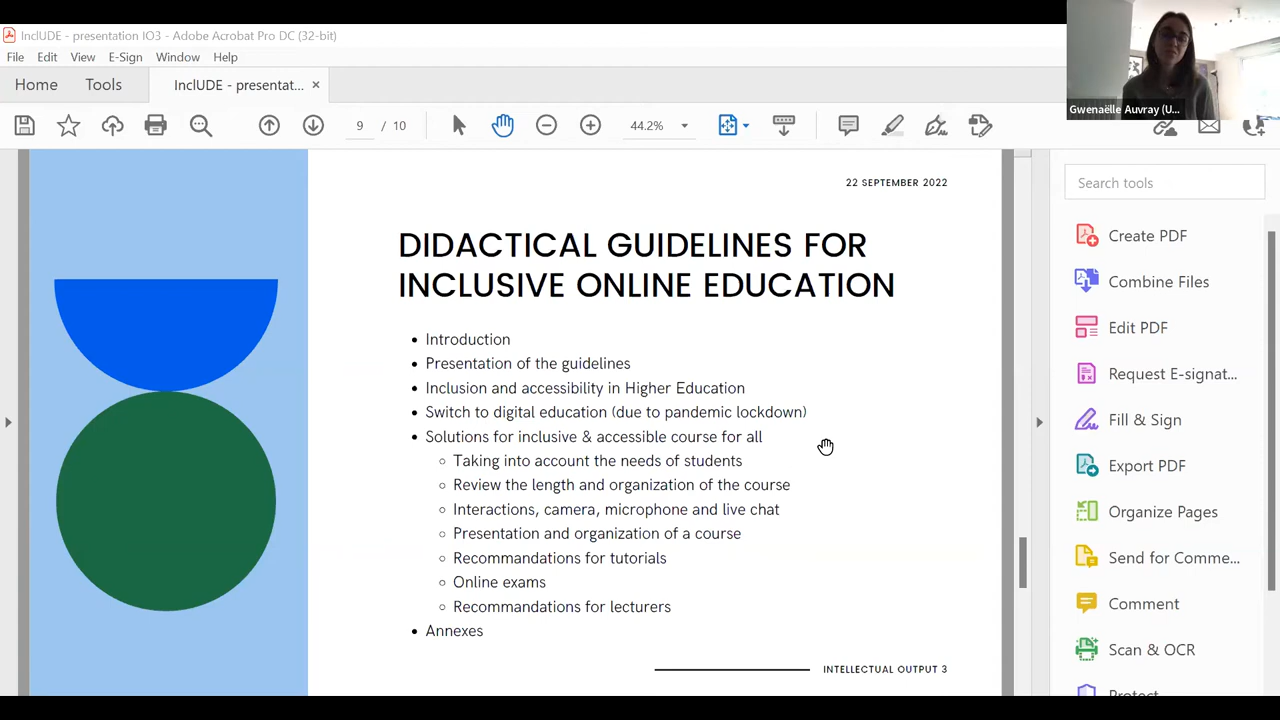 InclUDE - presentation IO3 - Adobe Acrobat Pro DC (32-bit)
File Edit View E-Sign Window Help
Home Tools InclUDE - presentat... ×
9 / 10 44.2%
Gwenaëlle Auvray (U...
22 SEPTEMBER 2022
DIDACTICAL GUIDELINES FOR
INCLUSIVE ONLINE EDUCATION
• Introduction
• Presentation of the guidelines
• Inclusion and accessibility in Higher Education
• Switch to digital education (due to pandemic lockdown)
• Solutions for inclusive & accessible course for all
◦ Taking into account the needs of students
◦ Review the length and organization of the course
◦ Interactions, camera, microphone and live chat
◦ Presentation and organization of a course
◦ Recommandations for tutorials
◦ Online exams
◦ Recommandations for lecturers
• Annexes
INTELLECTUAL OUTPUT 3
Search tools
Create PDF
Combine Files
Edit PDF
Request E-signat...
Fill & Sign
Export PDF
Organize Pages
Send for Comme...
Comment
Scan & OCR
Protect